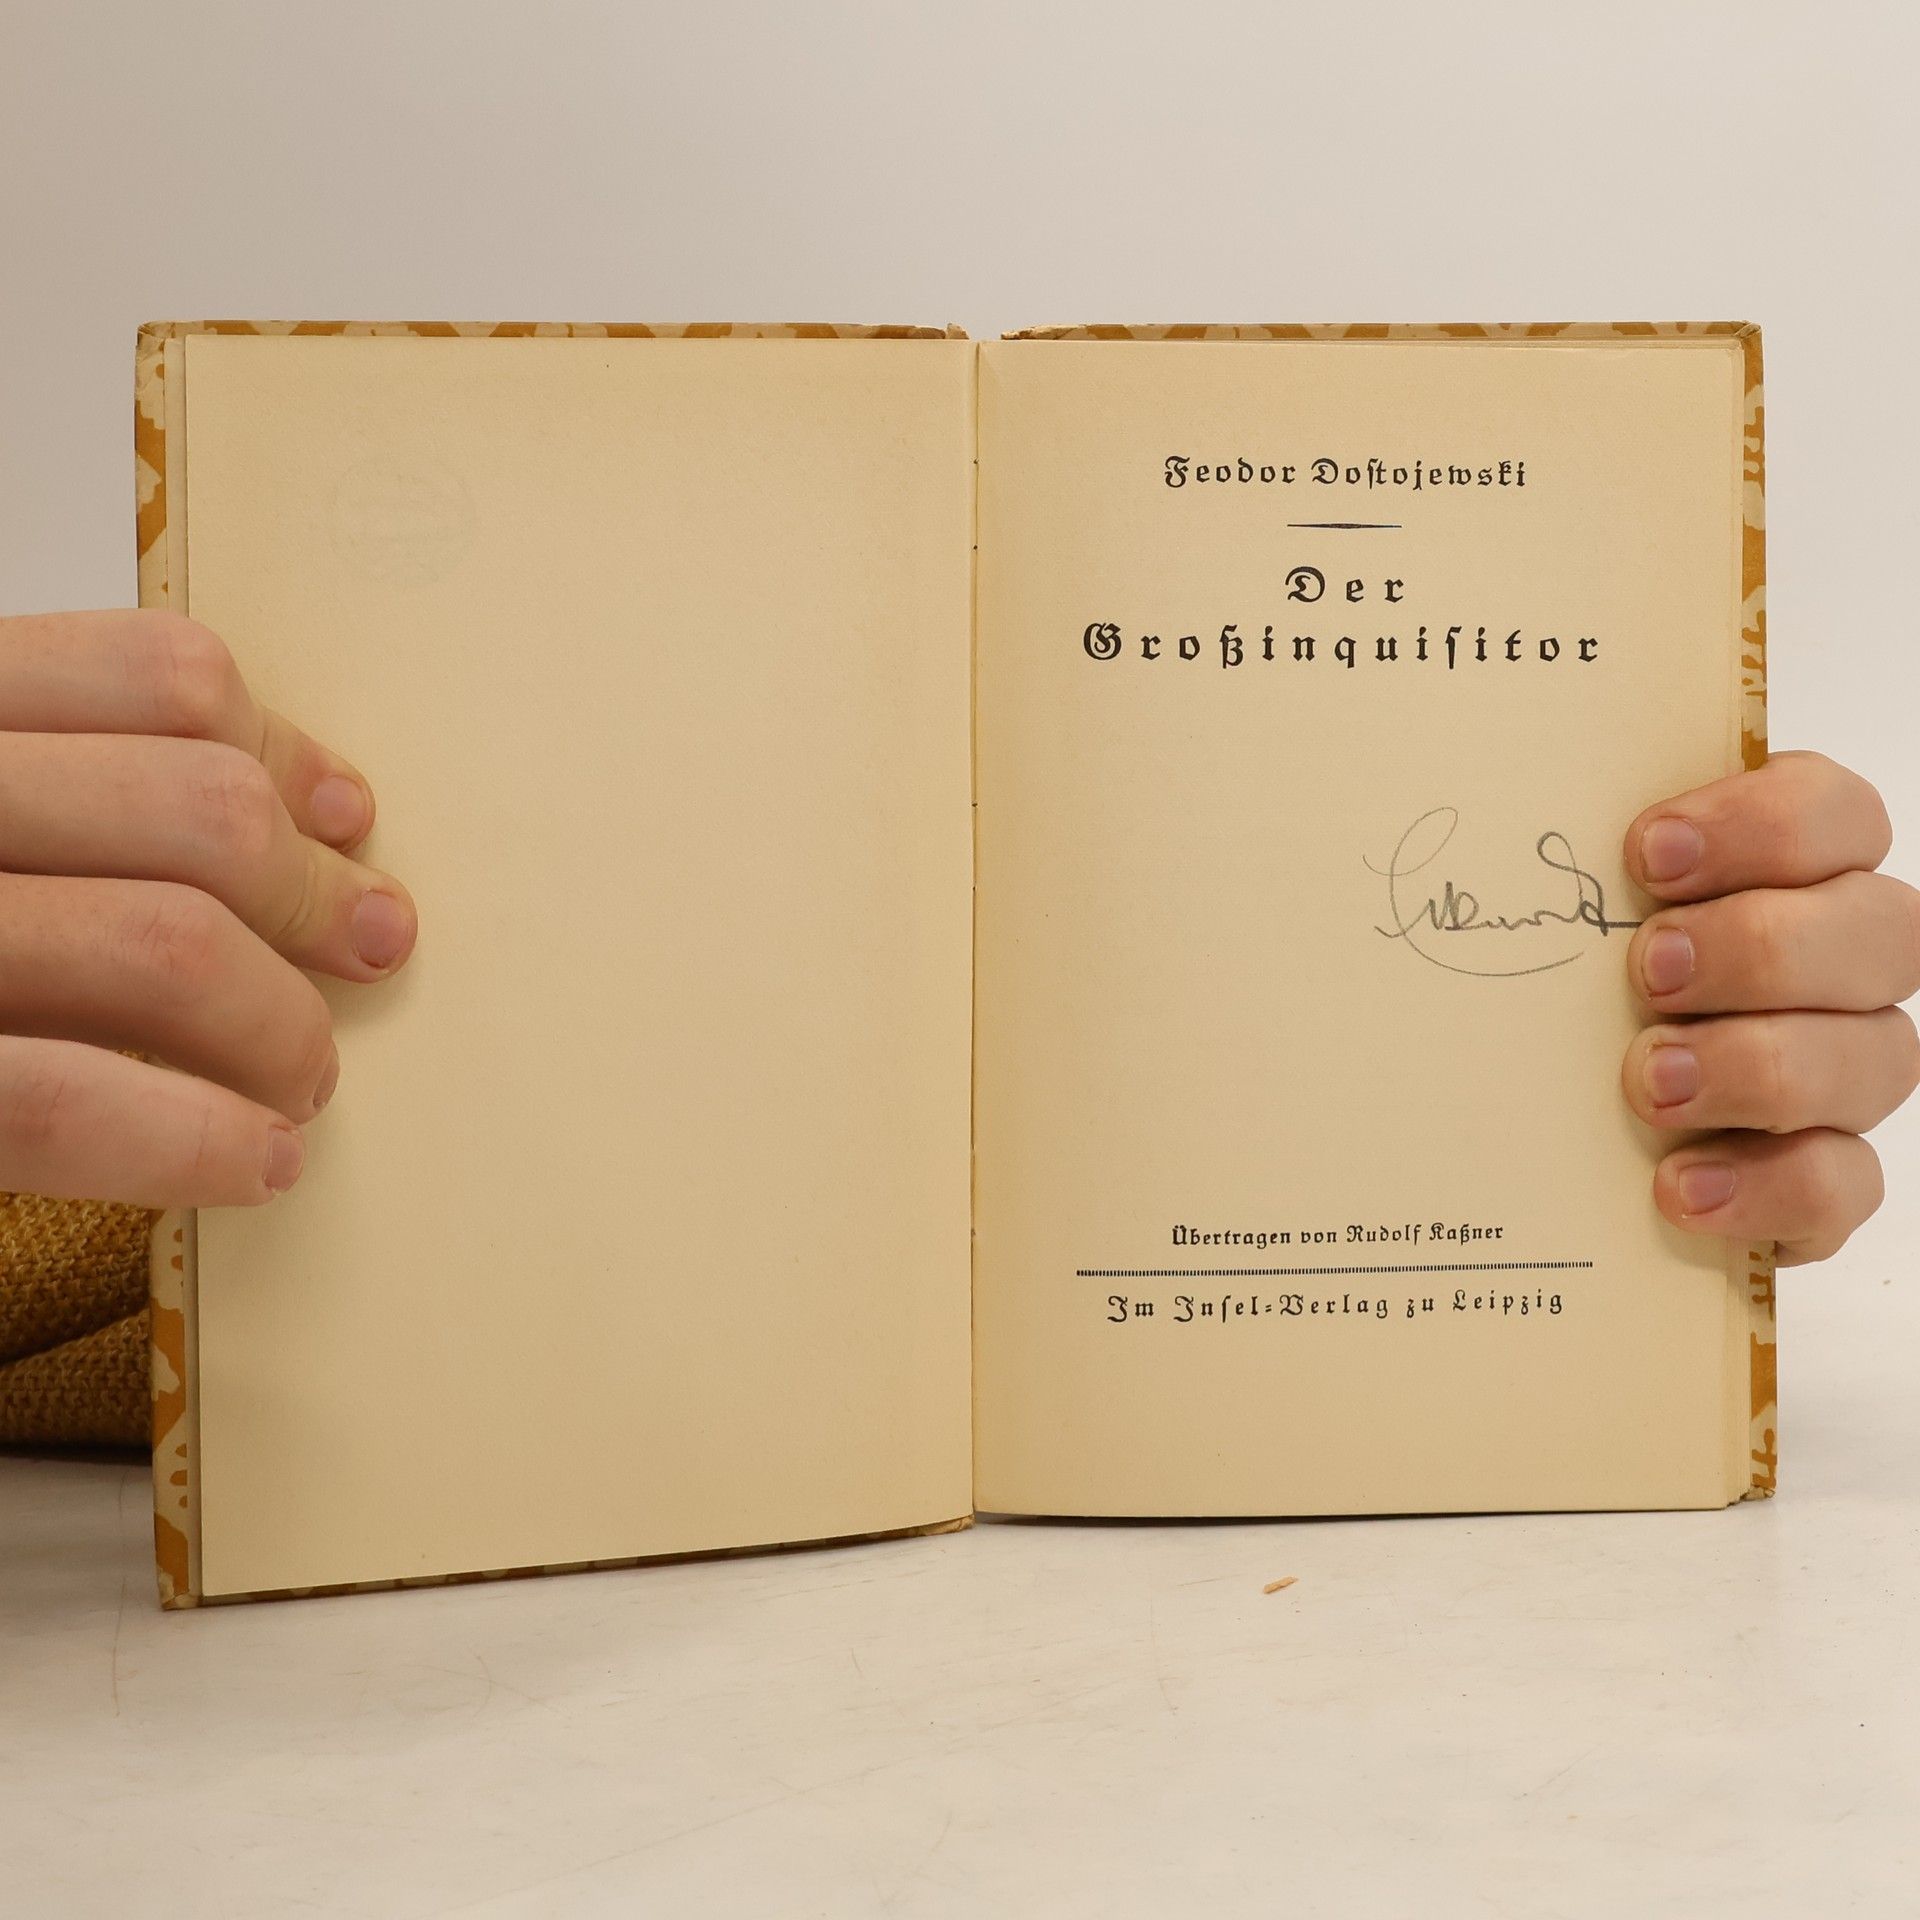 Feodor Dostojewski
Der
Großinquisitor
Übertragen von Rudolf Kaßner
Im Insel-Verlag zu Leipzig